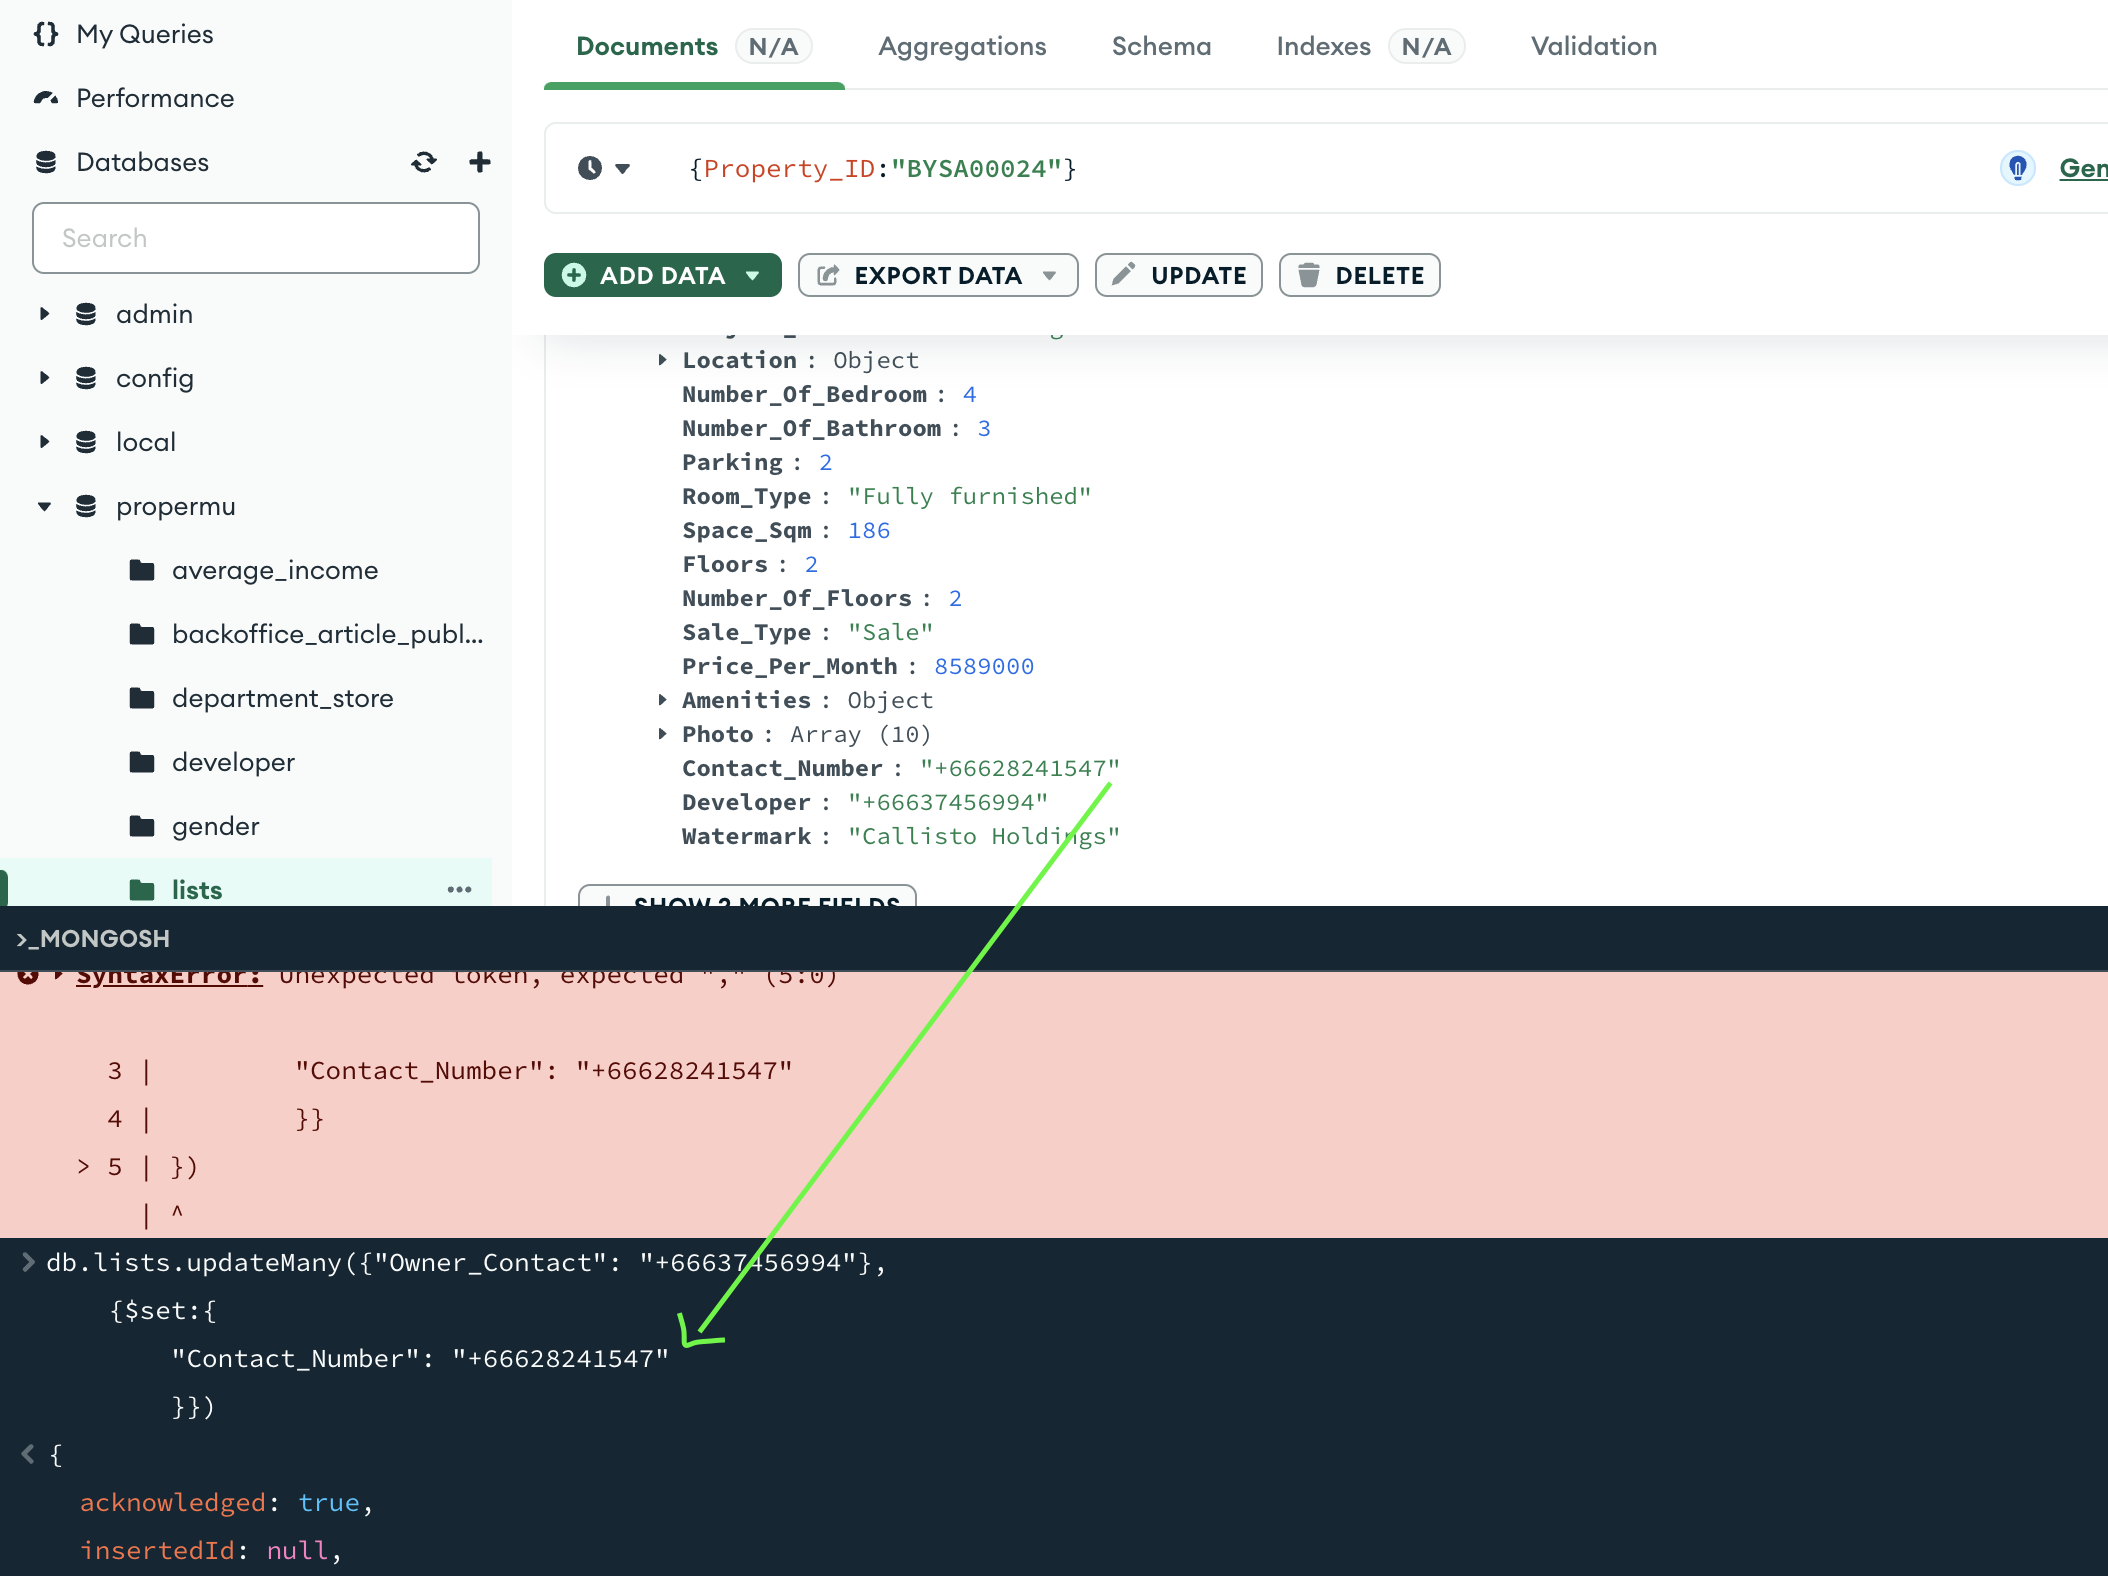 My Queries
Performance
Databases
Search
admin
config
local
propermu
average_income
backoffice_article_publ...
department_store
developer
gender
lists
Documents N/A Aggregations Schema Indexes N/A Validation
{Property_ID:"BYSA00024"}
Gen
ADD DATA EXPORT DATA UPDATE DELETE
Location : Object
Number_Of_Bedroom : 4
Number_Of_Bathroom : 3
Parking : 2
Room_Type : "Fully furnished"
Space_Sqm : 186
Floors : 2
Number_Of_Floors : 2
Sale_Type : "Sale"
Price_Per_Month : 8589000
Amenities : Object
Photo : Array (10)
Contact_Number : "+66628241547"
Developer : "+66637456994"
Watermark : "Callisto Holdings"
SHOW 2 MORE FIELDS
>_MONGOSH
SyntaxError: Unexpected token, expected "," (5:0)
3 | "Contact_Number": "+66628241547"
4 | }}
> 5 | })
| ^
db.lists.updateMany({"Owner_Contact": "+66637456994"},
{$set:{
"Contact_Number": "+66628241547"
}})
{
acknowledged: true,
insertedId: null,